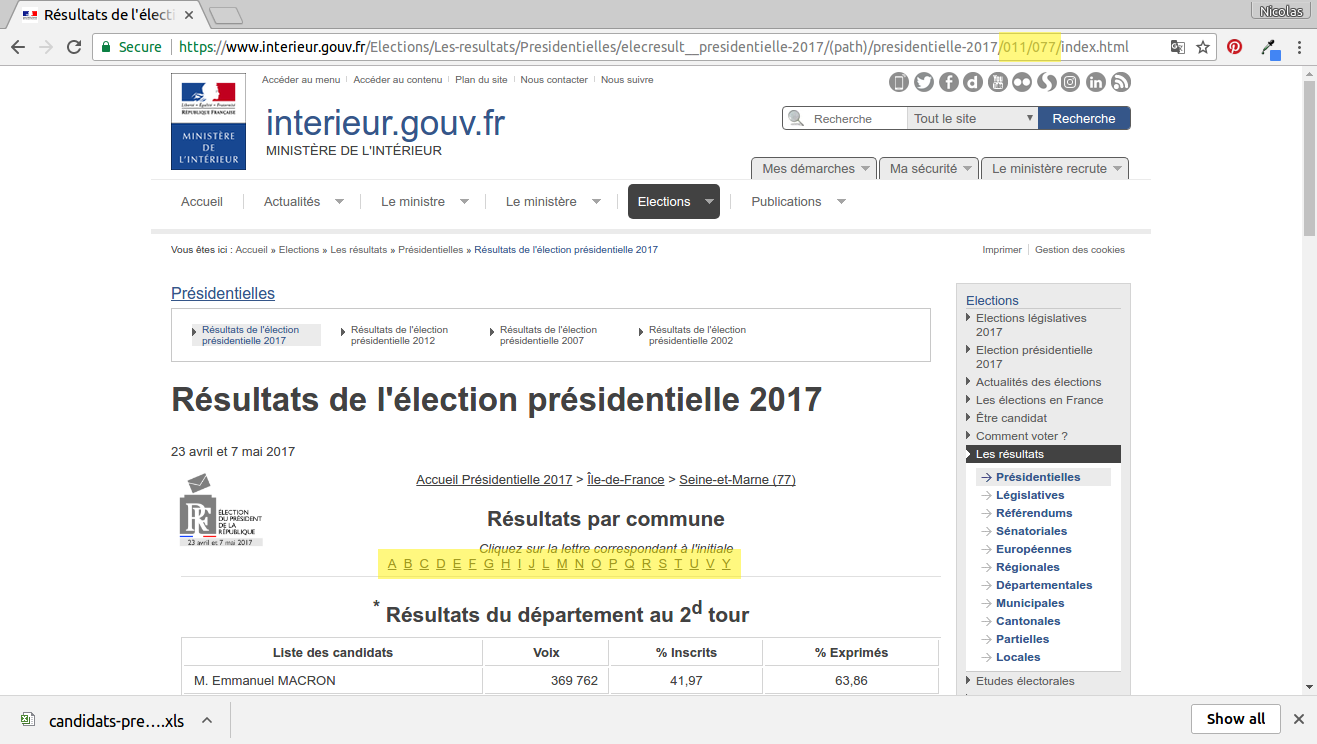 Résultats de l'électi
Nicolas
Secure
https://www.interieur.gouv.fr/Elections/Les-resultats/Presidentielles/elecresult__presidentielle-2017/(path)/presidentielle-2017/011/077/index.html
Accéder au menu Accéder au contenu Plan du site Nous contacter Nous suivre
Liberté • Égalité • Fraternité
RÉPUBLIQUE FRANÇAISE
MINISTÈRE
DE
L'INTÉRIEUR
interieur.gouv.fr
MINISTÈRE DE L'INTÉRIEUR
Recherche Tout le site Recherche
Mes démarches Ma sécurité Le ministère recrute
Accueil Actualités Le ministre Le ministère Elections Publications
Vous êtes ici : Accueil » Elections » Les résultats » Présidentielles » Résultats de l'élection présidentielle 2017
Imprimer Gestion des cookies
Présidentielles
Résultats de l'élection
présidentielle 2017
Résultats de l'élection
présidentielle 2012
Résultats de l'élection
présidentielle 2007
Résultats de l'élection
présidentielle 2002
Résultats de l'élection présidentielle 2017
23 avril et 7 mai 2017
ÉLECTION
DU PRÉSIDENT
DE LA
RÉPUBLIQUE
23 avril et 7 mai 2017
Accueil Présidentielle 2017 > Île-de-France > Seine-et-Marne (77)
Résultats par commune
Cliquez sur la lettre correspondant à l'initiale
A B C D E F G H I J L M N O P Q R S T U V Y
* Résultats du département au 2d tour
Liste des candidats Voix % Inscrits % Exprimés
M. Emmanuel MACRON 369 762 41,97 63,86
Elections
Elections législatives
2017
Election présidentielle
2017
Actualités des élections
Les élections en France
Être candidat
Comment voter ?
Les résultats
Présidentielles
Législatives
Référendums
Sénatoriales
Européennes
Régionales
Départementales
Municipales
Cantonales
Partielles
Locales
Etudes électorales
candidats-pre....xls
Show all